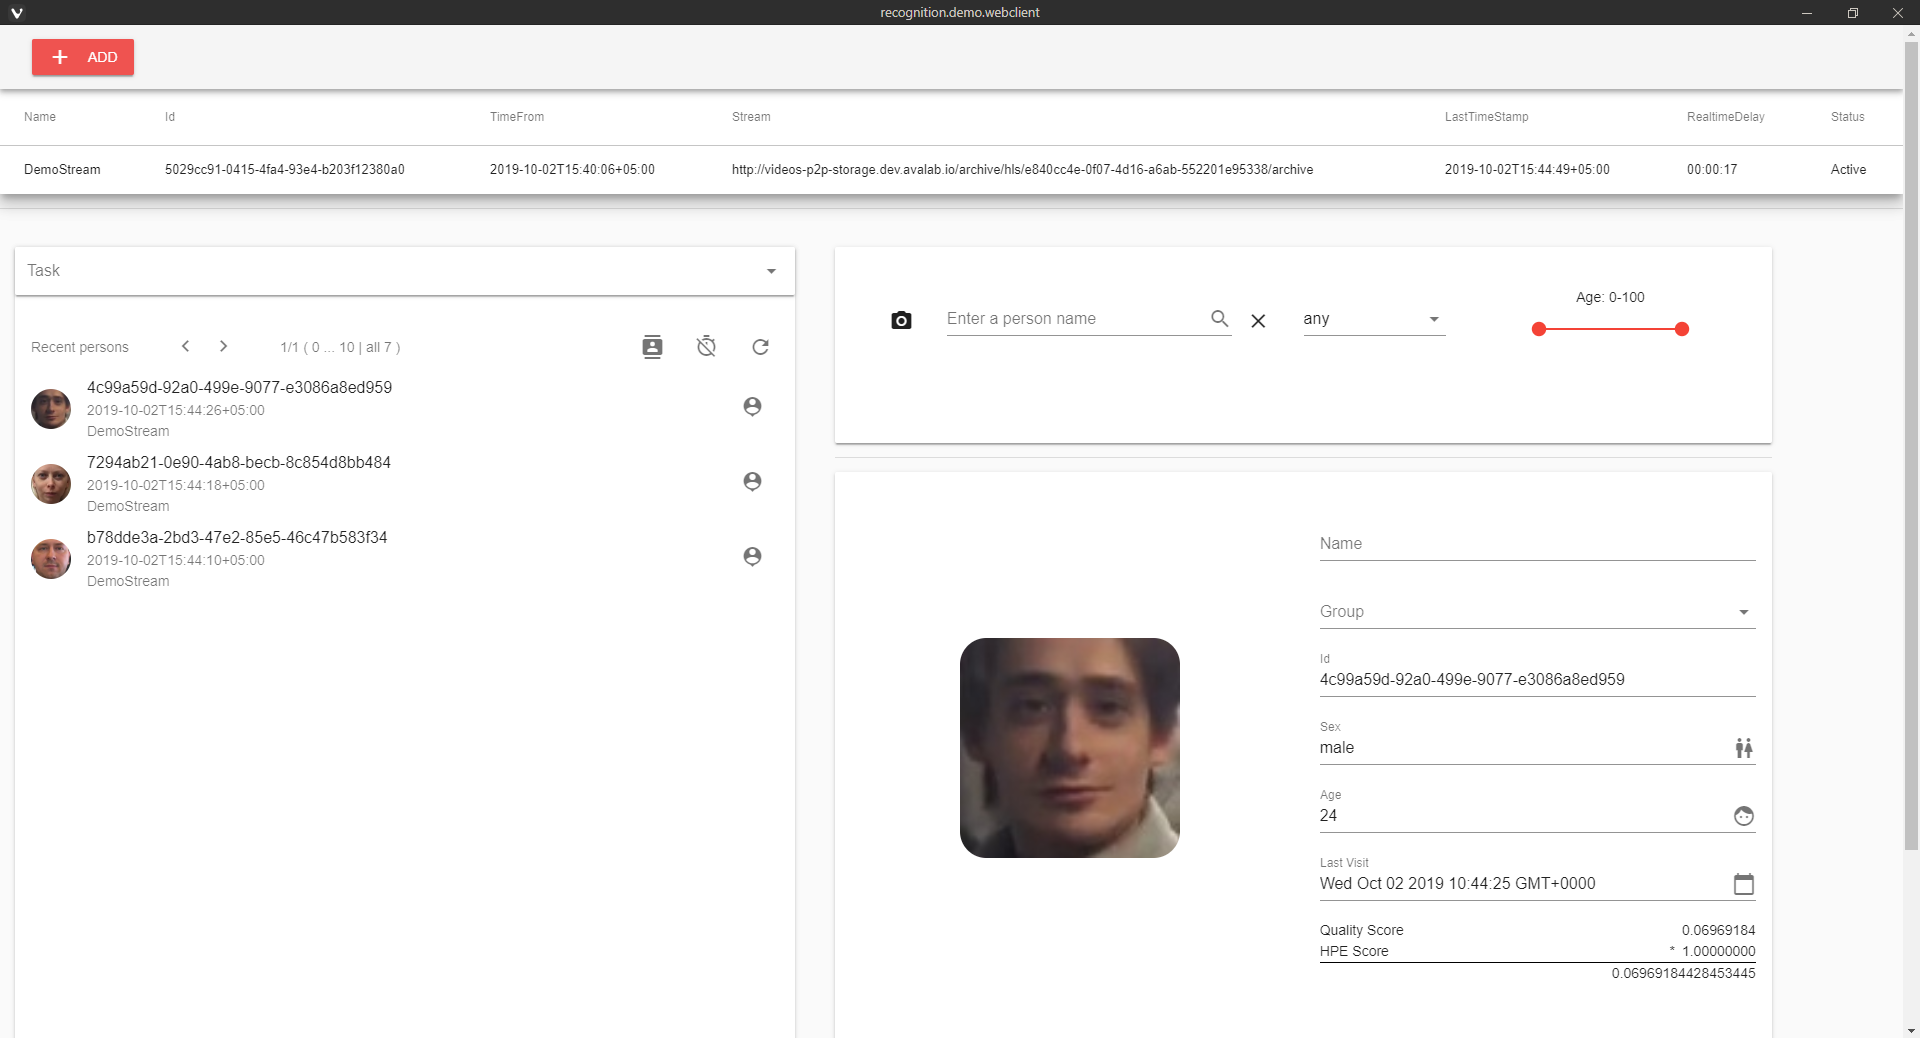 recognition.demo.webclient
ADD
Name Id TimeFrom Stream LastTimeStamp RealtimeDelay Status
DemoStream 5029cc91-0415-4fa4-93e4-b203f12380a0 2019-10-02T15:40:06+05:00 http://videos-p2p-storage.dev.avalab.io/archive/hls/e840cc4e-0f07-4d16-a6ab-552201e95338/archive 2019-10-02T15:44:49+05:00 00:00:17 Active
Task
Recent persons 1/1 ( 0 ... 10 | all 7 )
4c99a59d-92a0-499e-9077-e3086a8ed959
2019-10-02T15:44:26+05:00
DemoStream
7294ab21-0e90-4ab8-becb-8c854d8bb484
2019-10-02T15:44:18+05:00
DemoStream
b78dde3a-2bd3-47e2-85e5-46c47b583f34
2019-10-02T15:44:10+05:00
DemoStream
Enter a person name any
Age: 0-100
Name
Group
Id
4c99a59d-92a0-499e-9077-e3086a8ed959
Sex
male
Age
24
Last Visit
Wed Oct 02 2019 10:44:25 GMT+0000
Quality Score 0.06969184
HPE Score * 1.00000000
0.06969184428453445